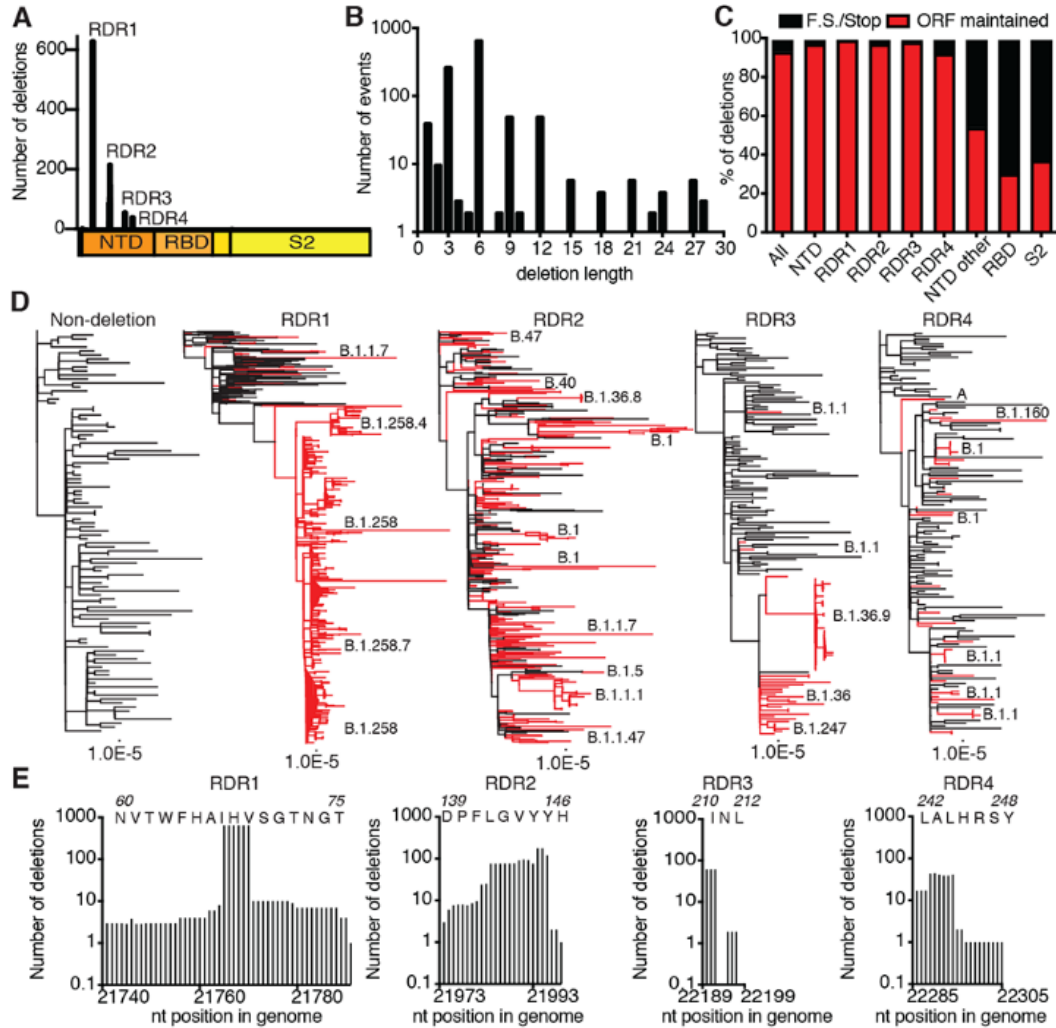 A
Number of deletions
600
400
200
0
RDR1
RDR2
RDR3
RDR4
NTD RBD S2
B
Number of events
1000
100
10
1
0 3 6 9 12 15 18 21 24 27 30
deletion length
C
F.S./Stop ORF maintained
% of deletions
100
80
60
40
20
0
All NTD RDR1 RDR2 RDR3 RDR4 NTD other RBD S2
D
Non-deletion
1.0E-5
RDR1
B.1.1.7
B.1.258.4
B.1.258
B.1.258.7
B.1.258
1.0E-5
RDR2
B.47
B.40
B.1.36.8
B.1
B.1
B.1
B.1.1.7
B.1.5
B.1.1.1
B.1.1.47
1.0E-5
RDR3
B.1.1
B.1.1
B.1.36.9
B.1.36
B.1.247
1.0E-5
RDR4
A
B.1.160
B.1
B.1
B.1.1
B.1.1
B.1.1
1.0E-5
E
RDR1
60 75
N V T W F H A I H V S G T N G T
Number of deletions
1000
100
10
1
0.1
21740 21760 21780
nt position in genome
RDR2
139 146
D P F L G V Y Y H
Number of deletions
1000
100
10
1
0.1
21973 21993
nt position in genome
RDR3
210 212
I N L
Number of deletions
1000
100
10
1
0.1
22189 22199
nt position in genome
RDR4
242 248
L A L H R S Y
Number of deletions
1000
100
10
1
0.1
22285 22305
nt position in genome